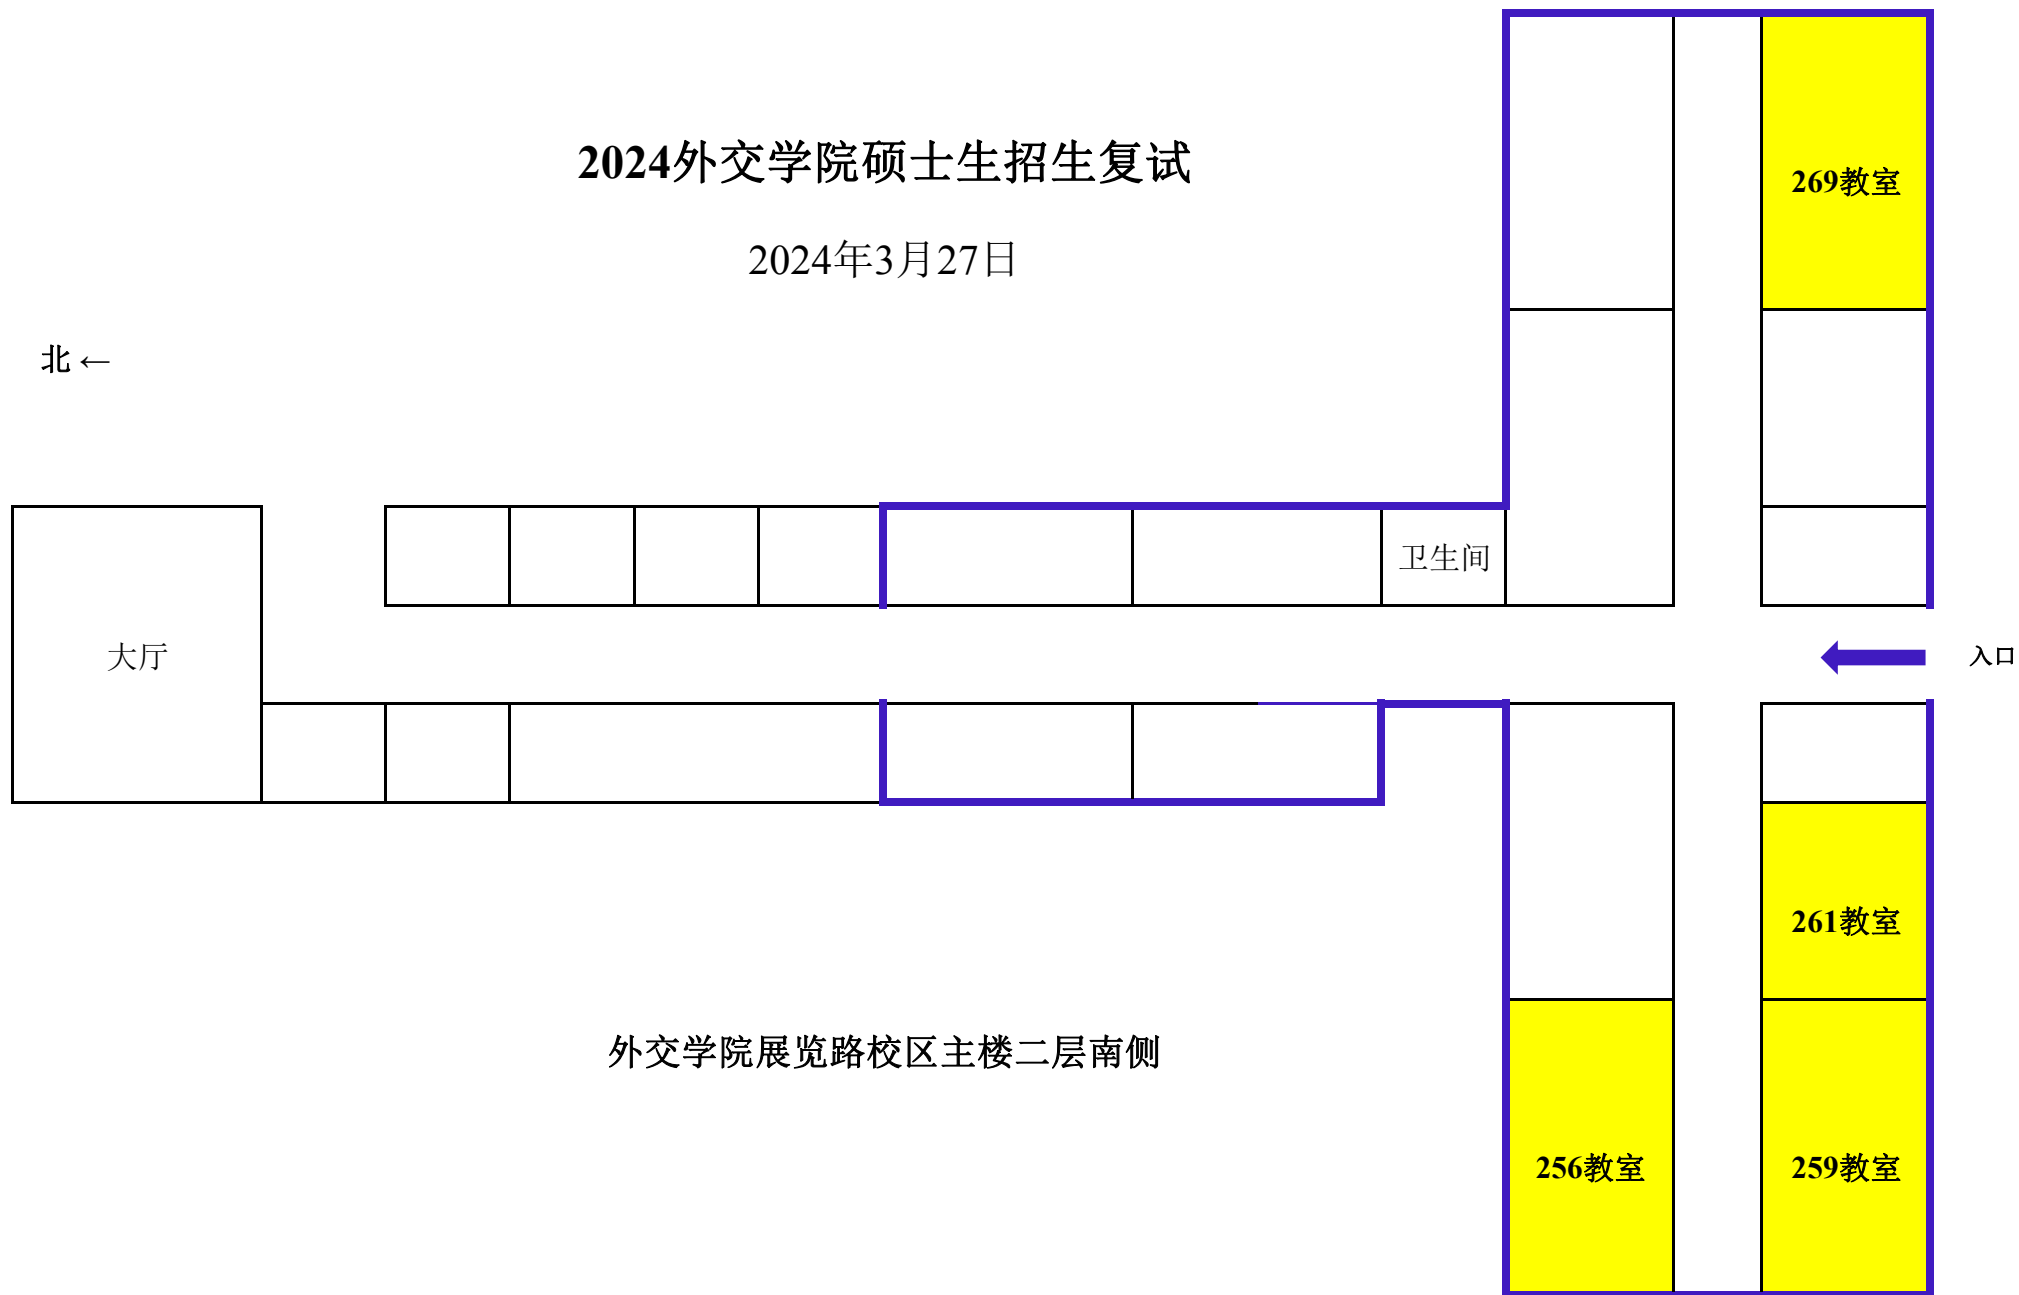 2024外交学院硕士生招生复试
269教室
2024年3月27日
北 ←
卫生间
大厅
入口
261教室
外交学院展览路校区主楼二层南侧
256教室
259教室